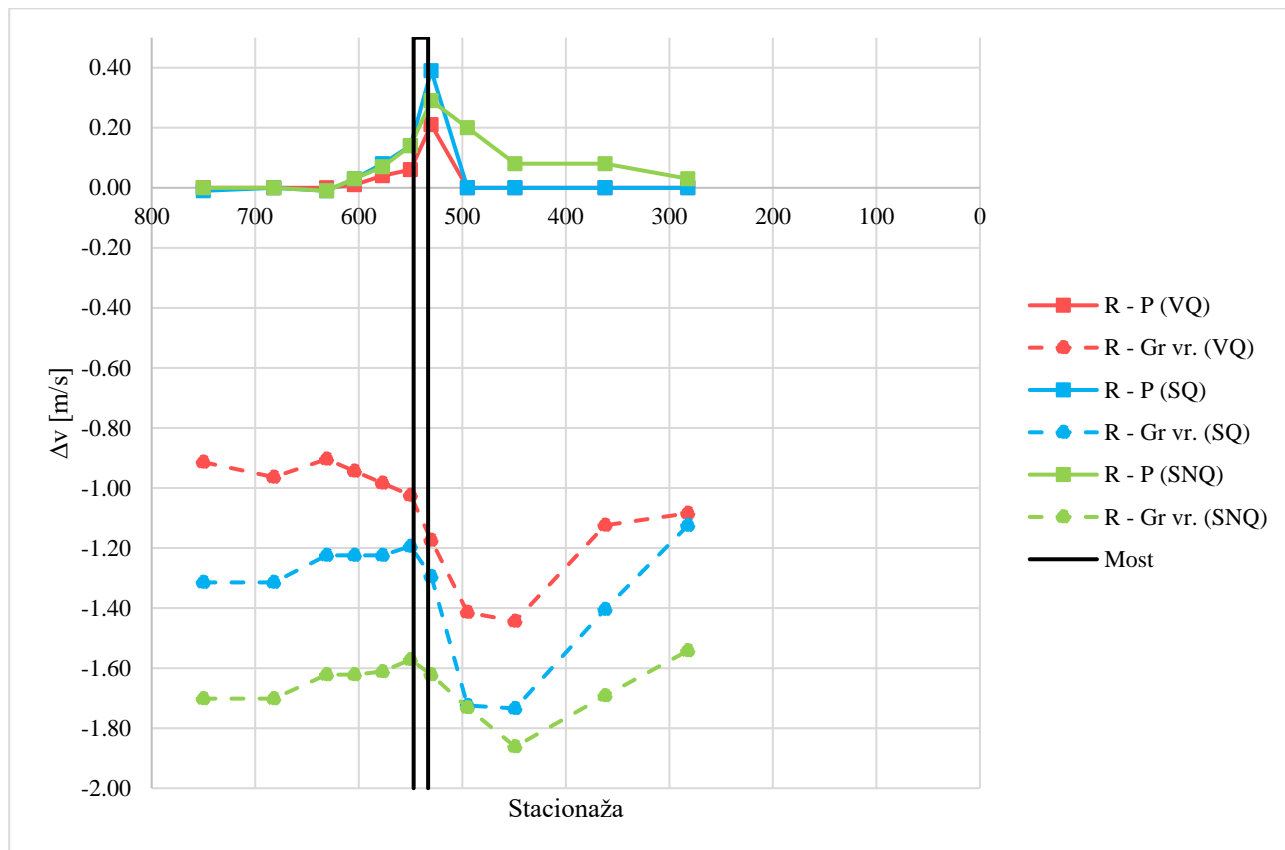 0.40
0.20
0.00
800 700 600 500 400 300 200 100 0
-0.20
-0.40
-0.60
-0.80
-1.00
-1.20
-1.40
-1.60
-1.80
-2.00
Δv [m/s]
Stacionaža
R - P (VQ)
R - Gr vr. (VQ)
R - P (SQ)
R - Gr vr. (SQ)
R - P (SNQ)
R - Gr vr. (SNQ)
Most